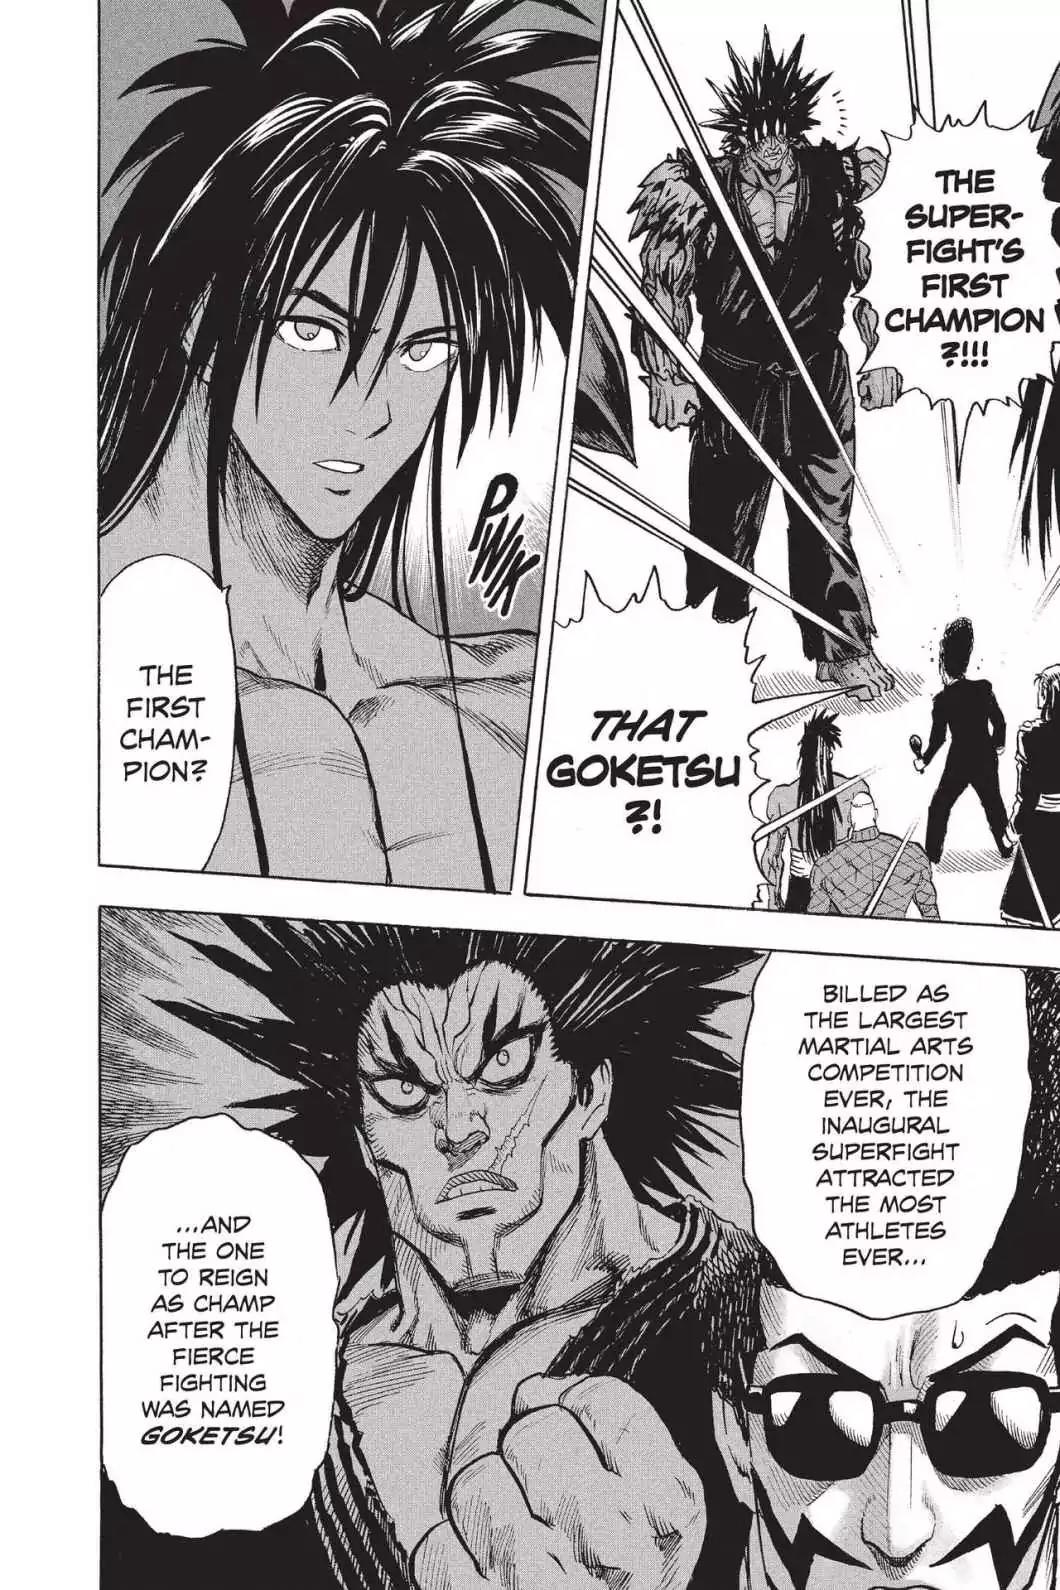 THE
SUPER-
FIGHT'S
FIRST
CHAMPION
?!!!
THAT
GOKETSU
?!
PWIK
THE
FIRST
CHAM-
PION?
BILLED AS
THE LARGEST
MARTIAL ARTS
COMPETITION
EVER, THE
INAUGURAL
SUPERFIGHT
ATTRACTED
THE MOST
ATHLETES
EVER...
...AND
THE ONE
TO REIGN
AS CHAMP
AFTER THE
FIERCE
FIGHTING
WAS NAMED
GOKETSU!